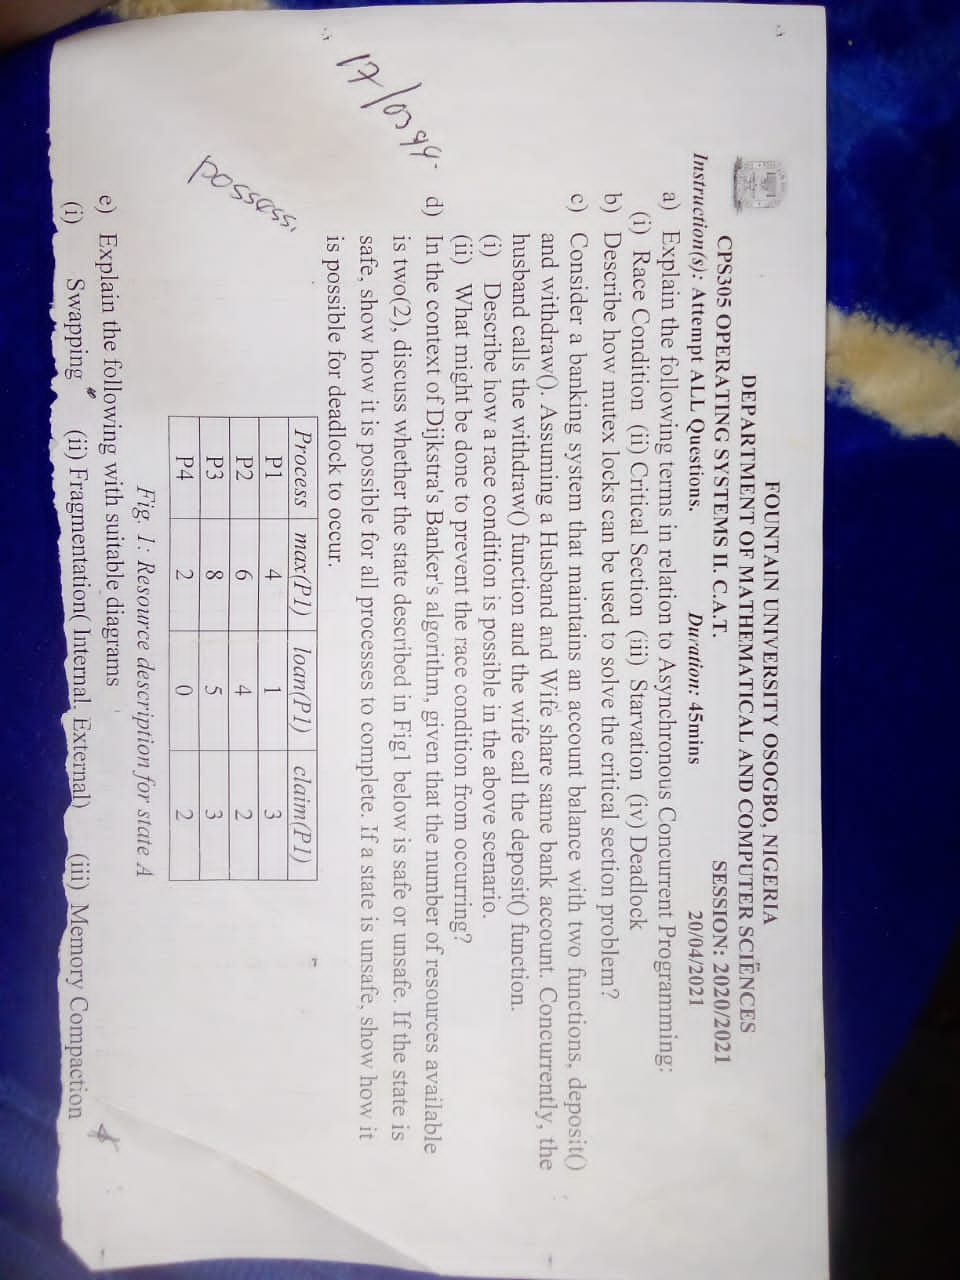 FOUNTAIN UNIVERSITY OSOGBO, NIGERIA
DEPARTMENT OF MATHEMATICAL AND COMPUTER SCIENCES
CPS305 OPERATING SYSTEMS II. C.A.T. SESSION: 2020/2021
Instruction(s): Attempt ALL Questions. Duration: 45mins 20/04/2021
a) Explain the following terms in relation to Asynchronous Concurrent Programming:
(i) Race Condition (ii) Critical Section (iii) Starvation (iv) Deadlock
b) Describe how mutex locks can be used to solve the critical section problem?
c) Consider a banking system that maintains an account balance with two functions, deposit()
and withdraw(). Assuming a Husband and Wife share same bank account. Concurrently, the
husband calls the withdraw() function and the wife call the deposit() function.
(i) Describe how a race condition is possible in the above scenario.
(ii) What might be done to prevent the race condition from occurring?
d) In the context of Dijkstra's Banker's algorithm, given that the number of resources available
is two(2), discuss whether the state described in Fig1 below is safe or unsafe. If the state is
safe, show how it is possible for all processes to complete. If a state is unsafe, show how it
is possible for deadlock to occur.
17/0394
possess.
Process max(P1) loan(P1) claim(P1)
P1 4 1 3
P2 6 4 2
P3 8 5 3
P4 2 0 2
Fig. 1: Resource description for state A
e) Explain the following with suitable diagrams
(i) Swapping (ii) Fragmentation( Internal, External) (iii) Memory Compaction